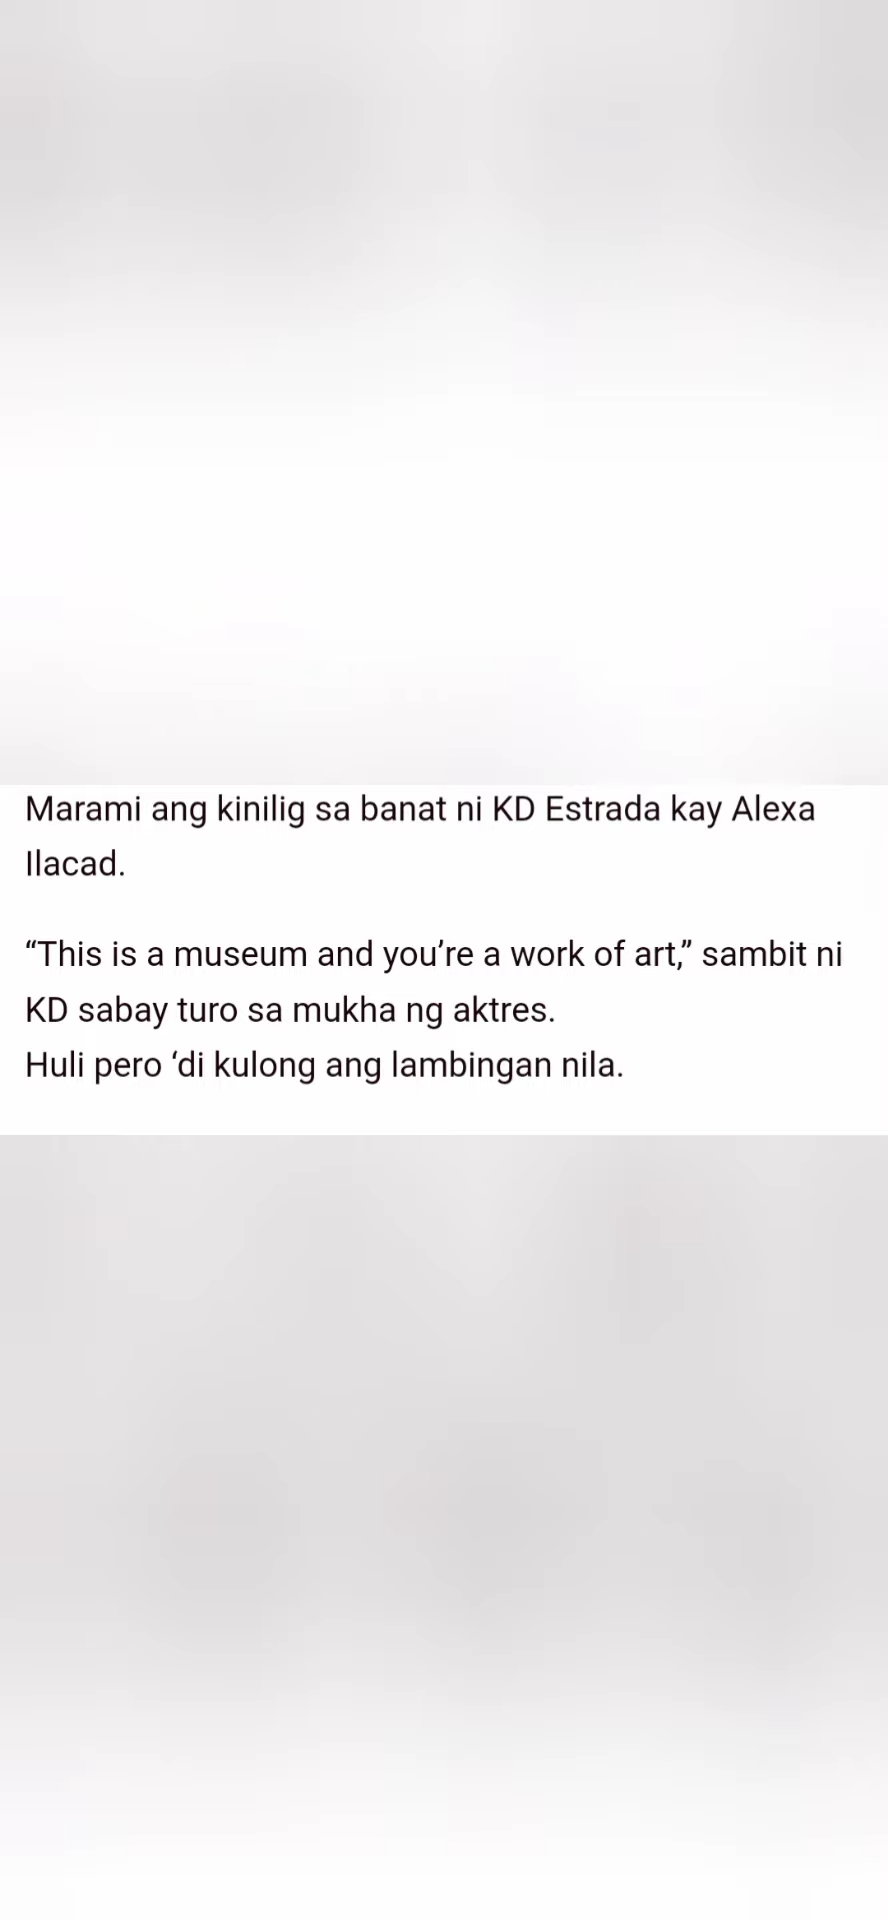 Marami ang kinilig sa banat ni KD Estrada kay Alexa
Ilacad.
“This is a museum and you’re a work of art,” sambit ni
KD sabay turo sa mukha ng aktres.
Huli pero ‘di kulong ang lambingan nila.